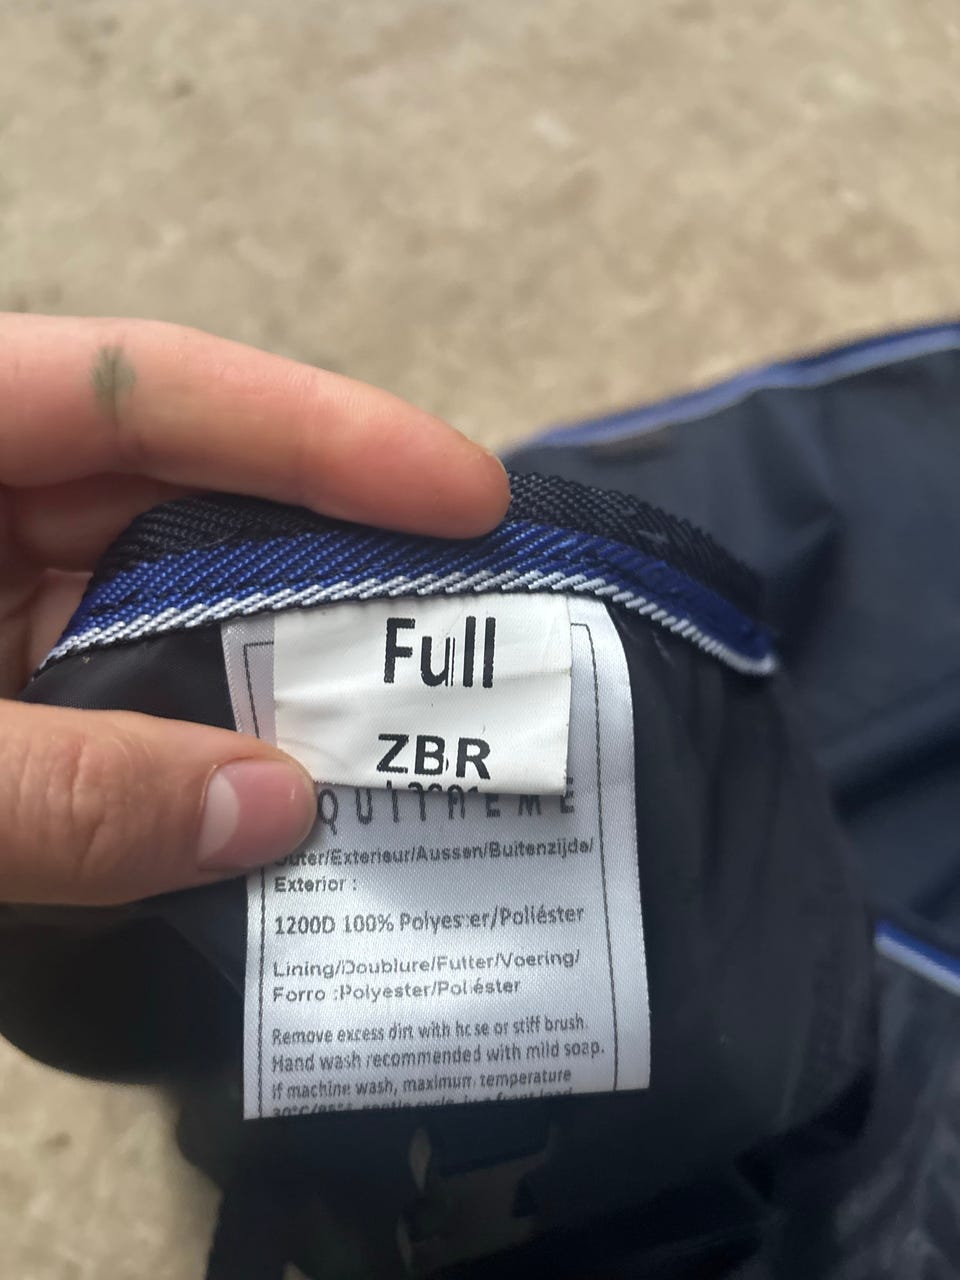 Full
ZBR
QUITHEME
Outer/Exterieur/Aussen/Buitenzijde/
Exterior :
1200D 100% Polyester/Poliéster
Lining/Doublure/Futter/Voering/
Forro :Polyester/Poliéster
Remove excess dirt with hose or stiff brush.
Hand wash recommended with mild soap.
If machine wash, maximum temperature